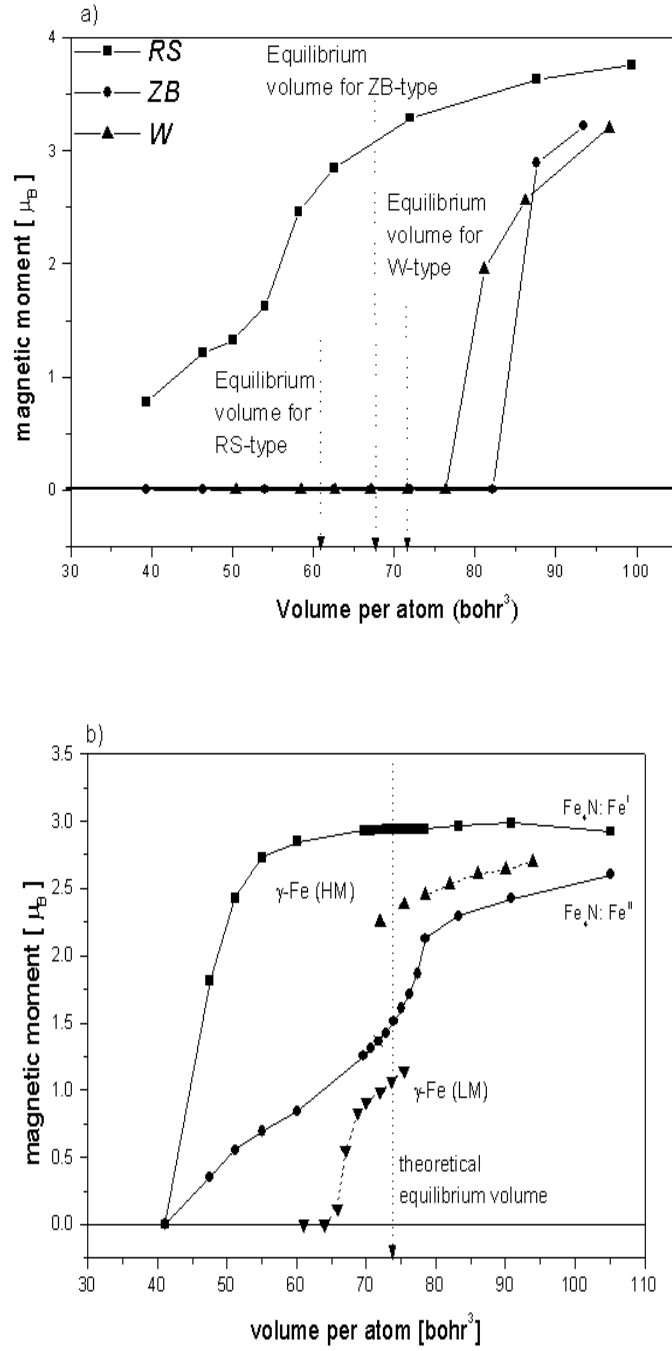 a)
RS
ZB
W
Equilibrium
volume for ZB-type
Equilibrium
volume for
W-type
Equilibrium
volume for
RS-type
magnetic moment [ μB ]
4
3
2
1
0
30 40 50 60 70 80 90 100
Volume per atom (bohr³)
b)
3.5
3.0
2.5
2.0
1.5
1.0
0.5
0.0
magnetic moment [ μB ]
Fe₄N: Feᴵ
γ-Fe (HM)
Fe₄N: Feᴵᴵ
γ-Fe (LM)
theoretical
equilibrium volume
30 40 50 60 70 80 90 100 110
volume per atom [bohr³]